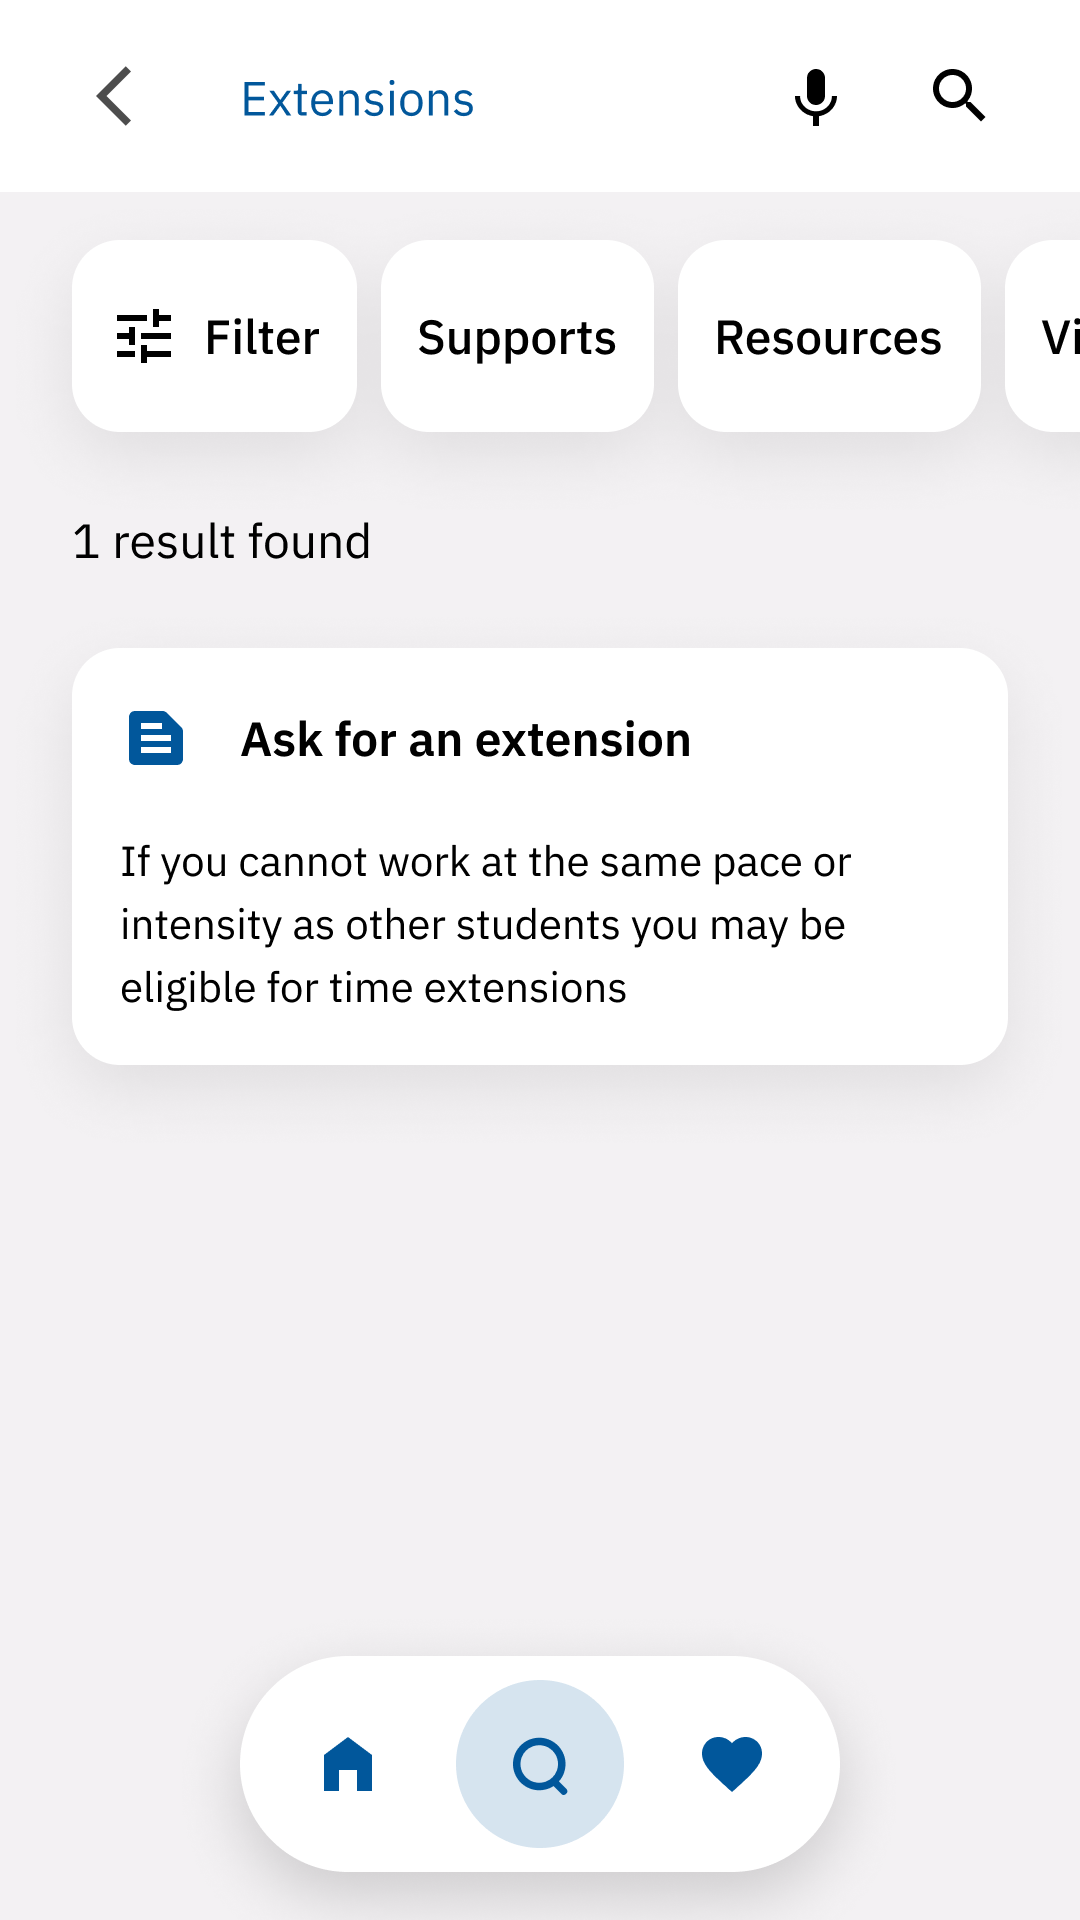 Extensions
Filter
Supports
Resources
Vi
1 result found
Ask for an extension
If you cannot work at the same pace or
intensity as other students you may be
eligible for time extensions